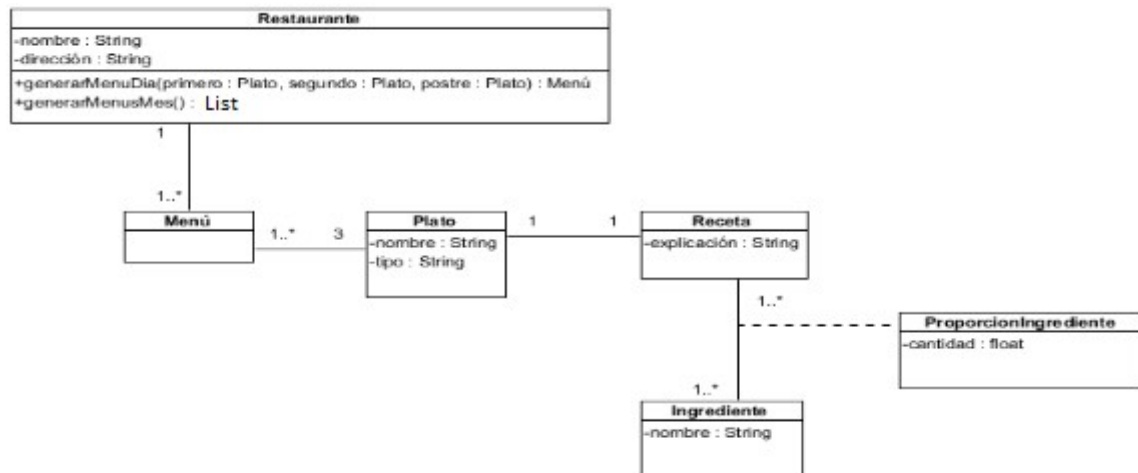 Restaurante
-nombre : String
-dirección : String
+generarMenuDia(primero : Plato, segundo : Plato, postre : Plato) : Menú
+generarMenusMes() : List
1
1..*
Menú
1..*
3
Plato
-nombre : String
-tipo : String
1
1
Receta
-explicación : String
1..*
ProporcionIngrediente
-cantidad : float
1..*
Ingrediente
-nombre : String